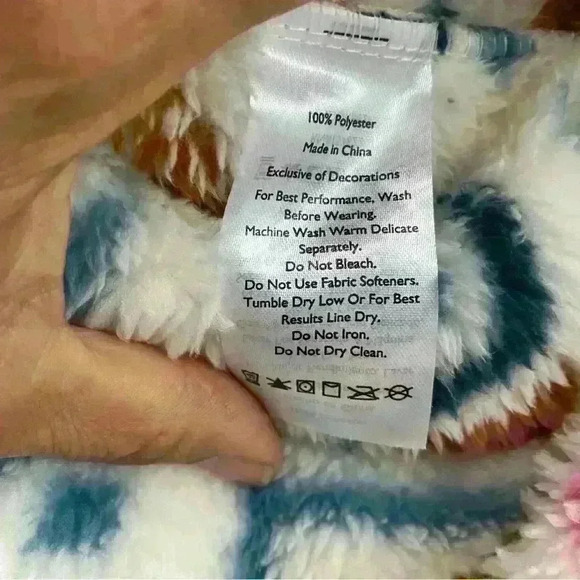 100% Polyester
Made in China
Exclusive of Decorations
For Best Performance, Wash
Before Wearing.
Machine Wash Warm Delicate
Separately.
Do Not Bleach.
Do Not Use Fabric Softeners.
Tumble Dry Low Or For Best
Results Line Dry.
Do Not Iron.
Do Not Dry Clean.